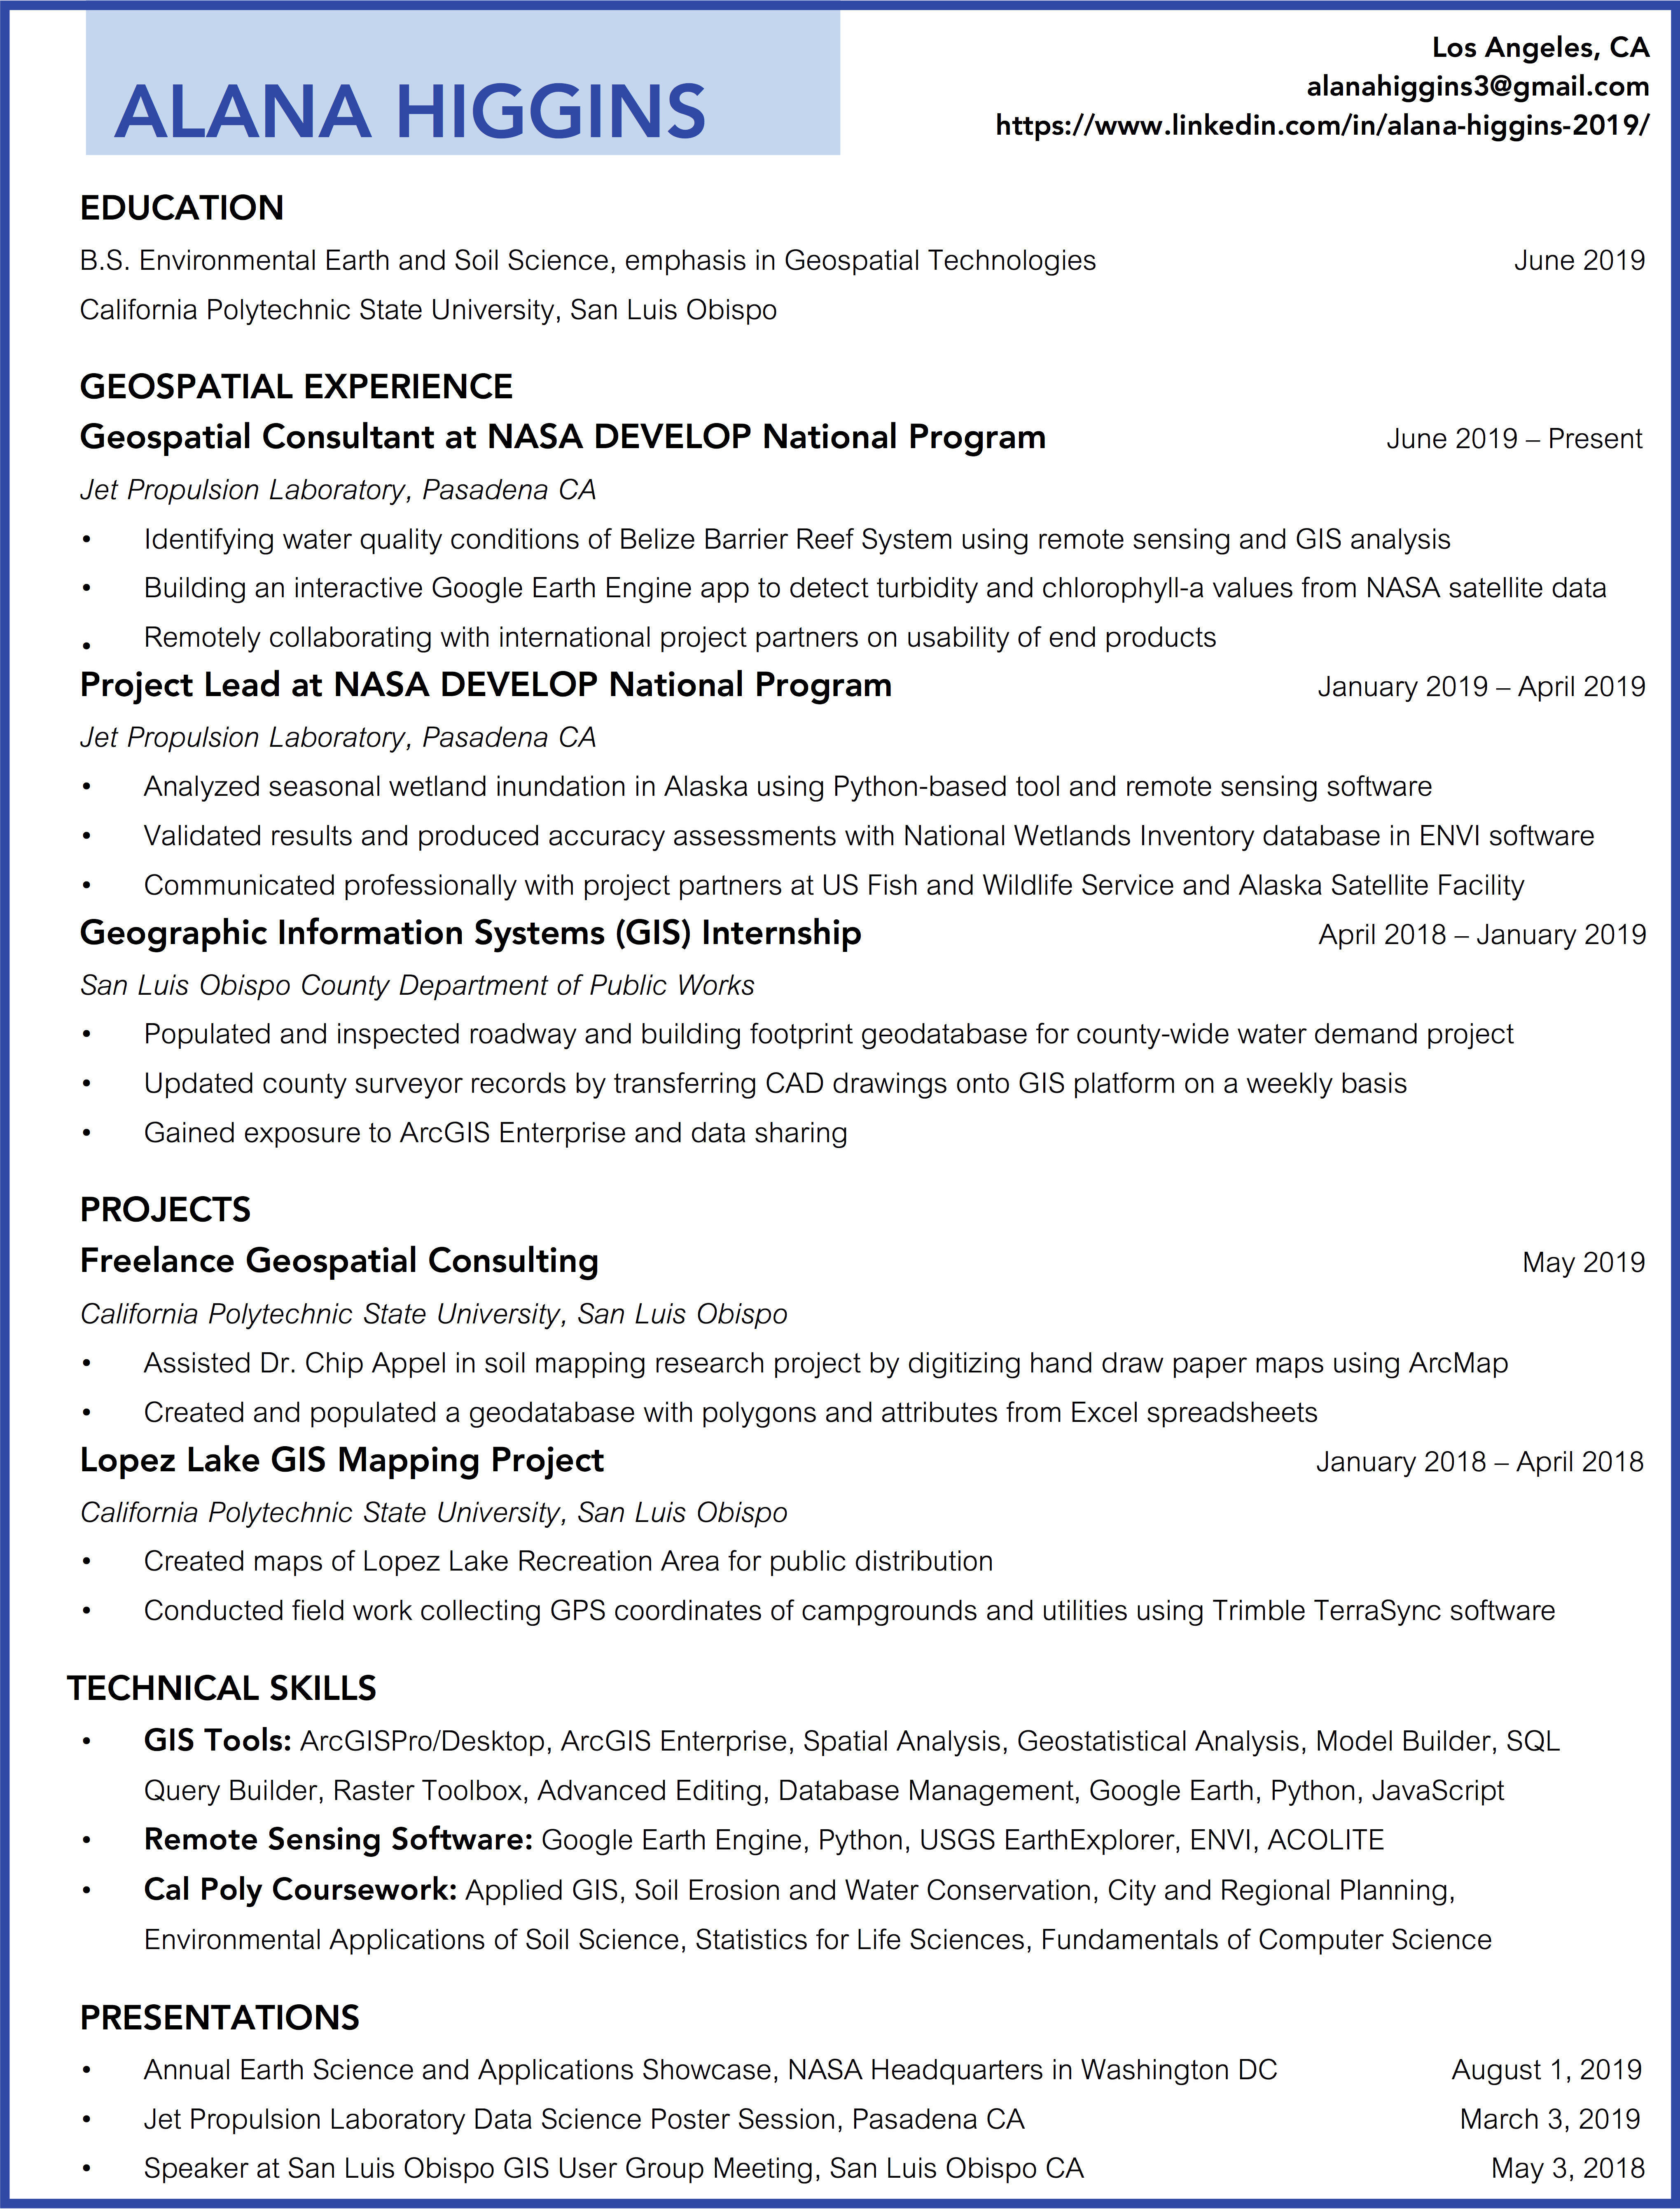 ALANA HIGGINS
Los Angeles, CA
alanahiggins3@gmail.com
https://www.linkedin.com/in/alana-higgins-2019/
EDUCATION
B.S. Environmental Earth and Soil Science, emphasis in Geospatial Technologies June 2019
California Polytechnic State University, San Luis Obispo
GEOSPATIAL EXPERIENCE
Geospatial Consultant at NASA DEVELOP National Program June 2019 – Present
Jet Propulsion Laboratory, Pasadena CA
• Identifying water quality conditions of Belize Barrier Reef System using remote sensing and GIS analysis
• Building an interactive Google Earth Engine app to detect turbidity and chlorophyll-a values from NASA satellite data
• Remotely collaborating with international project partners on usability of end products
Project Lead at NASA DEVELOP National Program January 2019 – April 2019
Jet Propulsion Laboratory, Pasadena CA
• Analyzed seasonal wetland inundation in Alaska using Python-based tool and remote sensing software
• Validated results and produced accuracy assessments with National Wetlands Inventory database in ENVI software
• Communicated professionally with project partners at US Fish and Wildlife Service and Alaska Satellite Facility
Geographic Information Systems (GIS) Internship April 2018 – January 2019
San Luis Obispo County Department of Public Works
• Populated and inspected roadway and building footprint geodatabase for county-wide water demand project
• Updated county surveyor records by transferring CAD drawings onto GIS platform on a weekly basis
• Gained exposure to ArcGIS Enterprise and data sharing
PROJECTS
Freelance Geospatial Consulting May 2019
California Polytechnic State University, San Luis Obispo
• Assisted Dr. Chip Appel in soil mapping research project by digitizing hand draw paper maps using ArcMap
• Created and populated a geodatabase with polygons and attributes from Excel spreadsheets
Lopez Lake GIS Mapping Project January 2018 – April 2018
California Polytechnic State University, San Luis Obispo
• Created maps of Lopez Lake Recreation Area for public distribution
• Conducted field work collecting GPS coordinates of campgrounds and utilities using Trimble TerraSync software
TECHNICAL SKILLS
• GIS Tools: ArcGISPro/Desktop, ArcGIS Enterprise, Spatial Analysis, Geostatistical Analysis, Model Builder, SQL
Query Builder, Raster Toolbox, Advanced Editing, Database Management, Google Earth, Python, JavaScript
• Remote Sensing Software: Google Earth Engine, Python, USGS EarthExplorer, ENVI, ACOLITE
• Cal Poly Coursework: Applied GIS, Soil Erosion and Water Conservation, City and Regional Planning,
Environmental Applications of Soil Science, Statistics for Life Sciences, Fundamentals of Computer Science
PRESENTATIONS
• Annual Earth Science and Applications Showcase, NASA Headquarters in Washington DC August 1, 2019
• Jet Propulsion Laboratory Data Science Poster Session, Pasadena CA March 3, 2019
• Speaker at San Luis Obispo GIS User Group Meeting, San Luis Obispo CA May 3, 2018